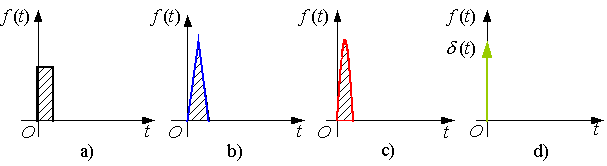 f(t) f(t) f(t) f(t)
δ(t)
O t O t O t O t
a) b) c) d)